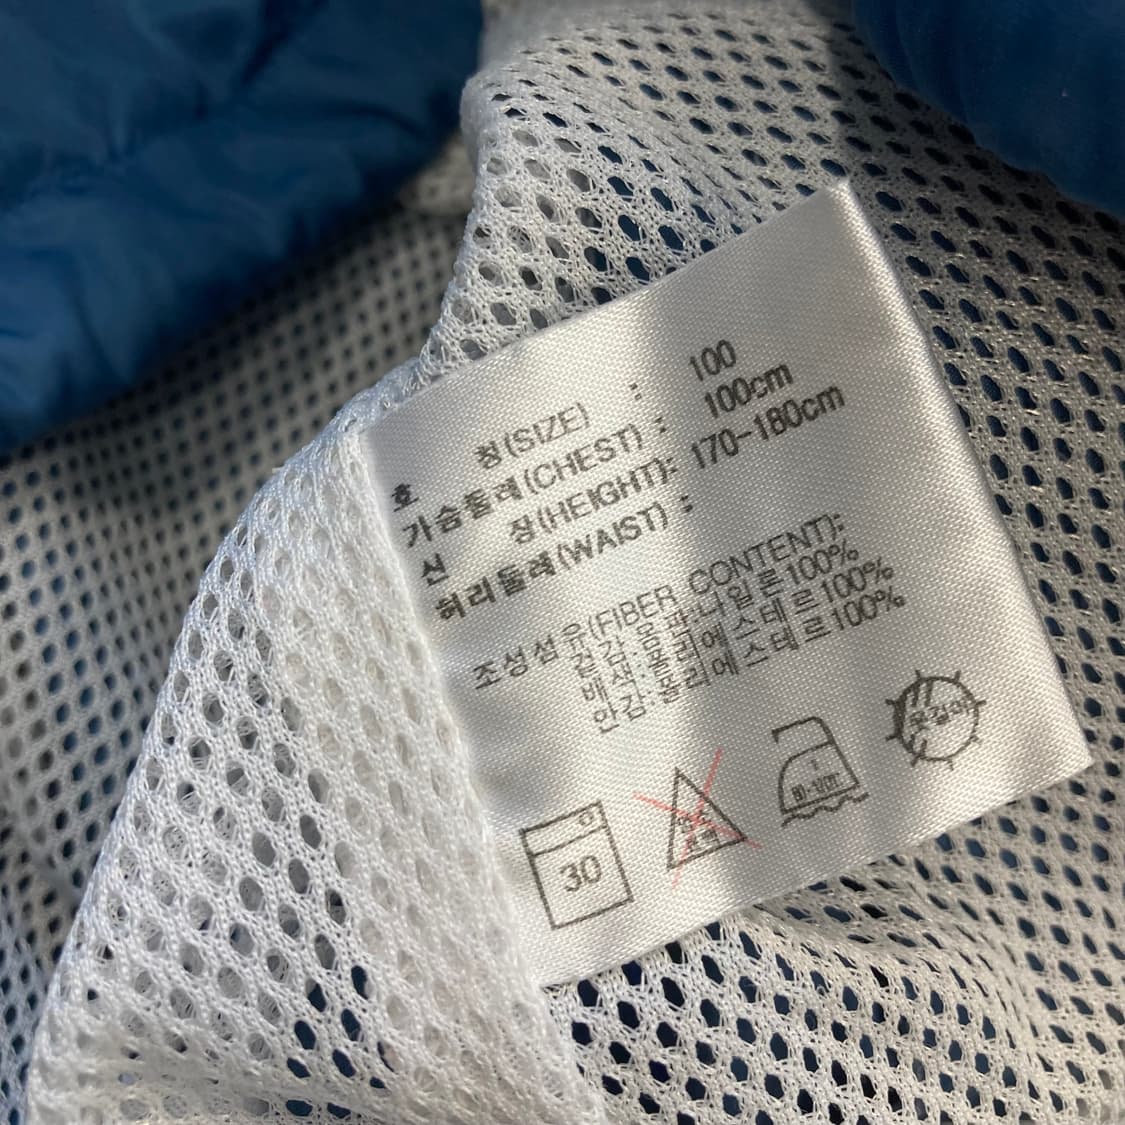 호 칭(SIZE) : 100
가슴둘레(CHEST) : 100cm
신 장(HEIGHT): 170-180cm
허리둘레(WAIST) :
조성섬유(FIBER CONTENT):
겉감 몸판:나일론100%
배색:폴리에스테르100%
안감:폴리에스테르100%
30